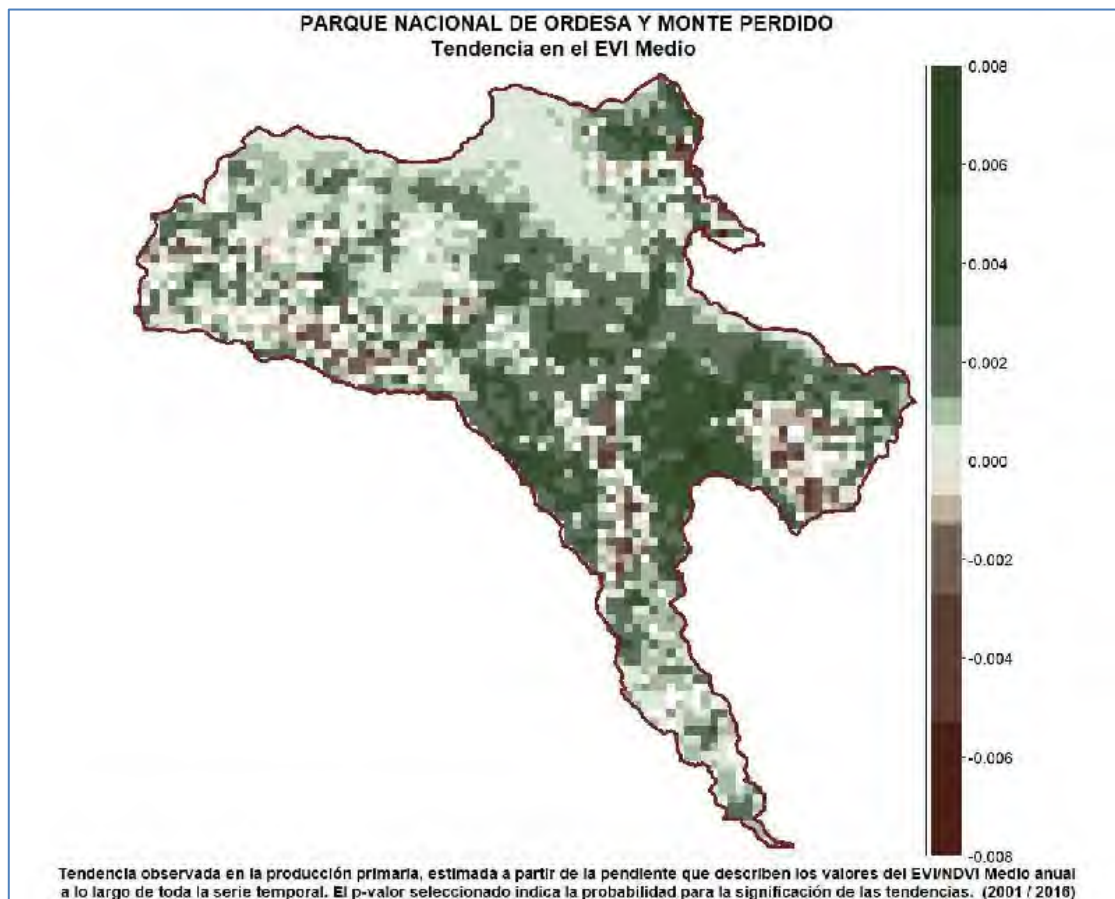 PARQUE NACIONAL DE ORDESA Y MONTE PERDIDO
Tendencia en el EVI Medio
0.008
0.006
0.004
0.002
0.000
-0.002
-0.004
-0.006
-0.008
Tendencia observada en la producción primaria, estimada a partir de la pendiente que describen los valores del EVI/NDVI Medio anual
a lo largo de toda la serie temporal. El p-valor seleccionado indica la probabilidad para la significación de las tendencias. (2001 / 2016)